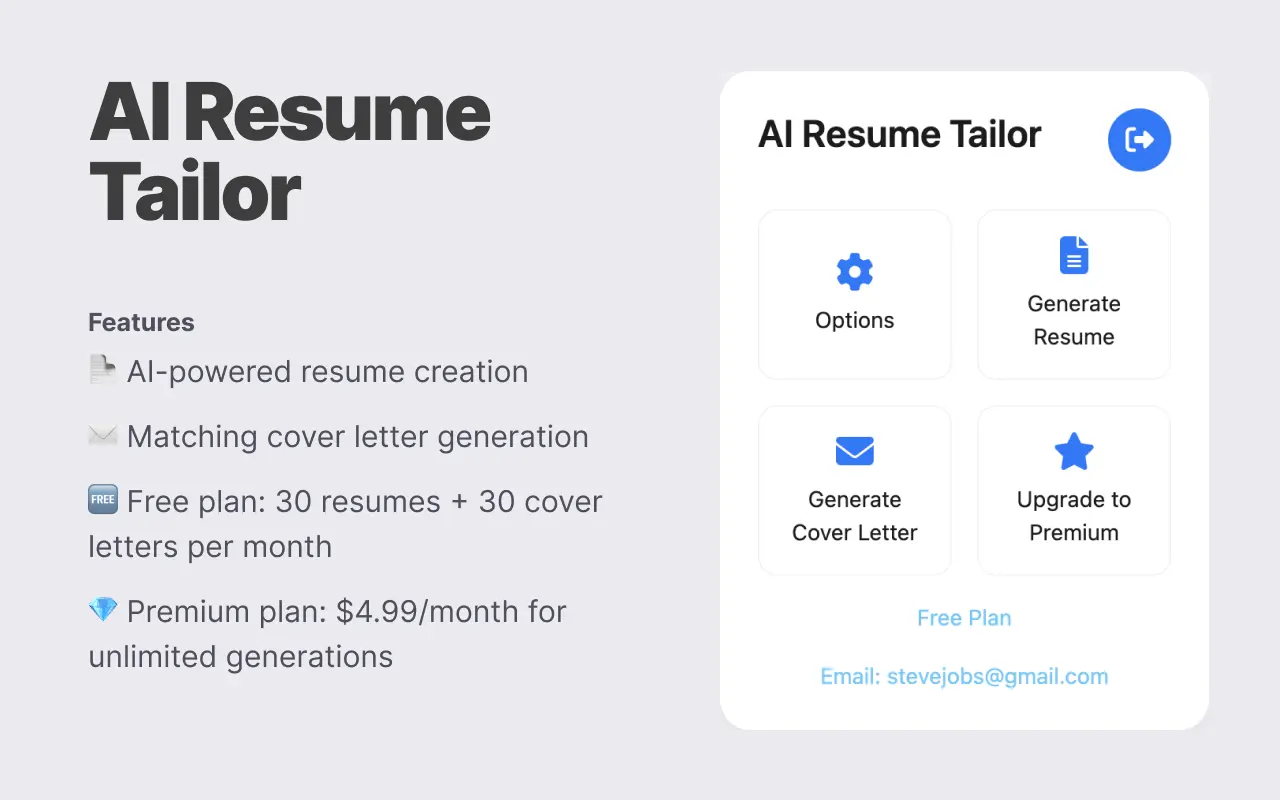 AI Resume
Tailor
Features
AI-powered resume creation
Matching cover letter generation
FREE Free plan: 30 resumes + 30 cover
letters per month
Premium plan: $4.99/month for
unlimited generations
AI Resume Tailor
Options
Generate
Resume
Generate
Cover Letter
Upgrade to
Premium
Free Plan
Email: stevejobs@gmail.com